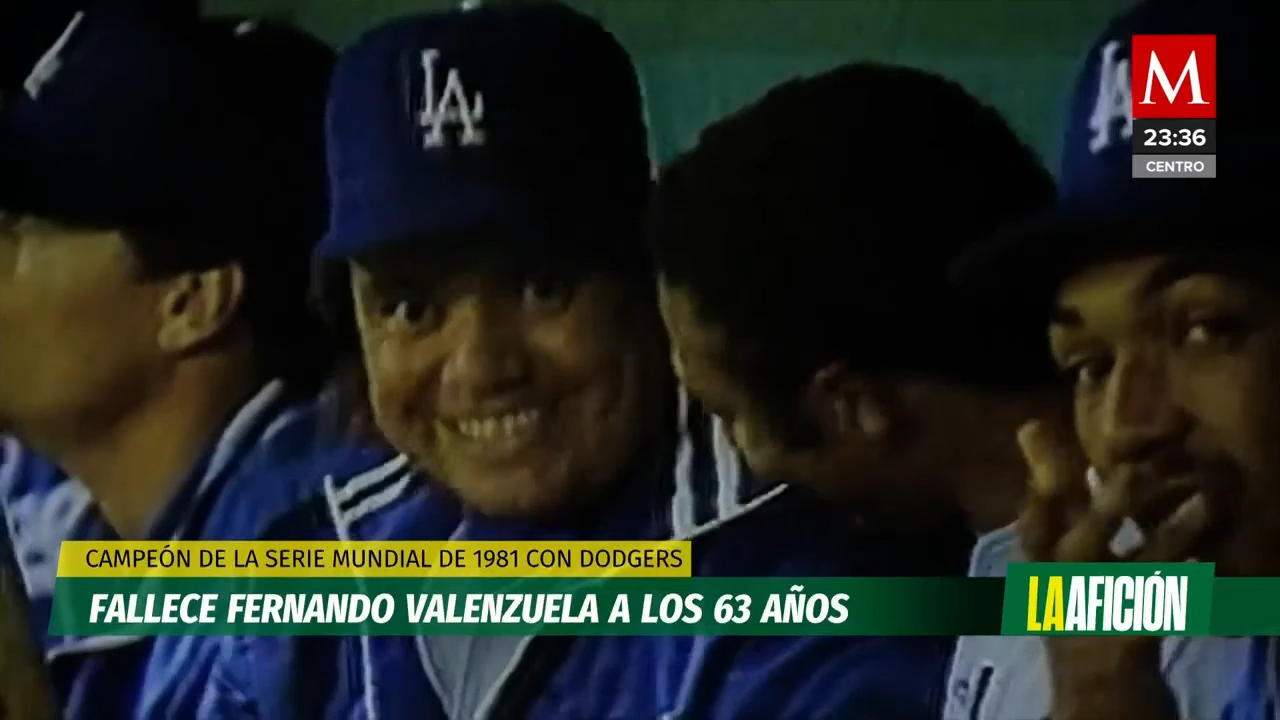 LA
LA
M
23:36
CENTRO
CAMPEÓN DE LA SERIE MUNDIAL DE 1981 CON DODGERS
FALLECE FERNANDO VALENZUELA A LOS 63 AÑOS
LAAFICIÓN